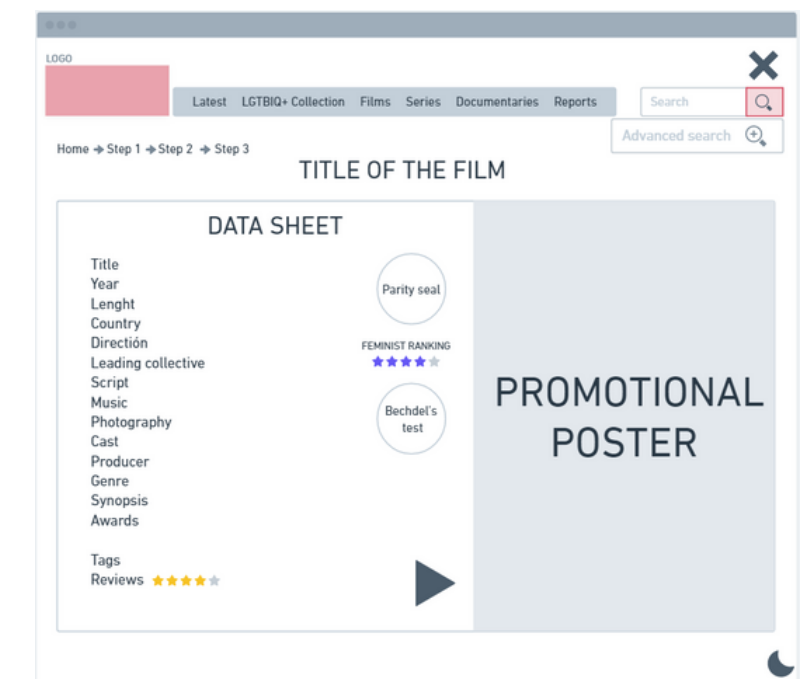 LOGO
Latest LGTBIQ+ Collection Films Series Documentaries Reports
Search
Advanced search
Home Step 1 Step 2 Step 3
TITLE OF THE FILM
DATA SHEET
Title
Year
Lenght
Country
Directión
Leading collective
Script
Music
Photography
Cast
Producer
Genre
Synopsis
Awards
Tags
Reviews
Parity seal
FEMINIST RANKING
Bechdel's
test
PROMOTIONAL
POSTER